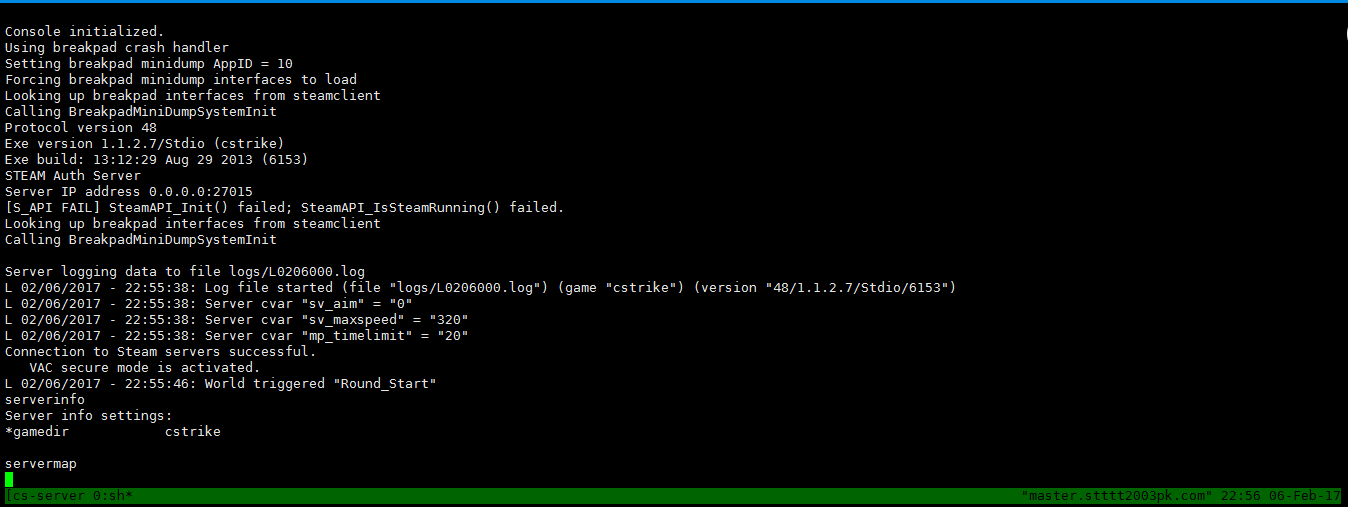 Console initialized.
Using breakpad crash handler
Setting breakpad minidump AppID = 10
Forcing breakpad minidump interfaces to load
Looking up breakpad interfaces from steamclient
Calling BreakpadMiniDumpSystemInit
Protocol version 48
Exe version 1.1.2.7/Stdio (cstrike)
Exe build: 13:12:29 Aug 29 2013 (6153)
STEAM Auth Server
Server IP address 0.0.0.0:27015
[S_API FAIL] SteamAPI_Init() failed; SteamAPI_IsSteamRunning() failed.
Looking up breakpad interfaces from steamclient
Calling BreakpadMiniDumpSystemInit
Server logging data to file logs/L0206000.log
L 02/06/2017 - 22:55:38: Log file started (file "logs/L0206000.log") (game "cstrike") (version "48/1.1.2.7/Stdio/6153")
L 02/06/2017 - 22:55:38: Server cvar "sv_aim" = "0"
L 02/06/2017 - 22:55:38: Server cvar "sv_maxspeed" = "320"
L 02/06/2017 - 22:55:38: Server cvar "mp_timelimit" = "20"
Connection to Steam servers successful.
   VAC secure mode is activated.
L 02/06/2017 - 22:55:46: World triggered "Round_Start"
serverinfo
Server info settings:
*gamedir            cstrike
servermap
[cs-server 0:sh* "master.stttt2003pk.com" 22:56 06-Feb-17